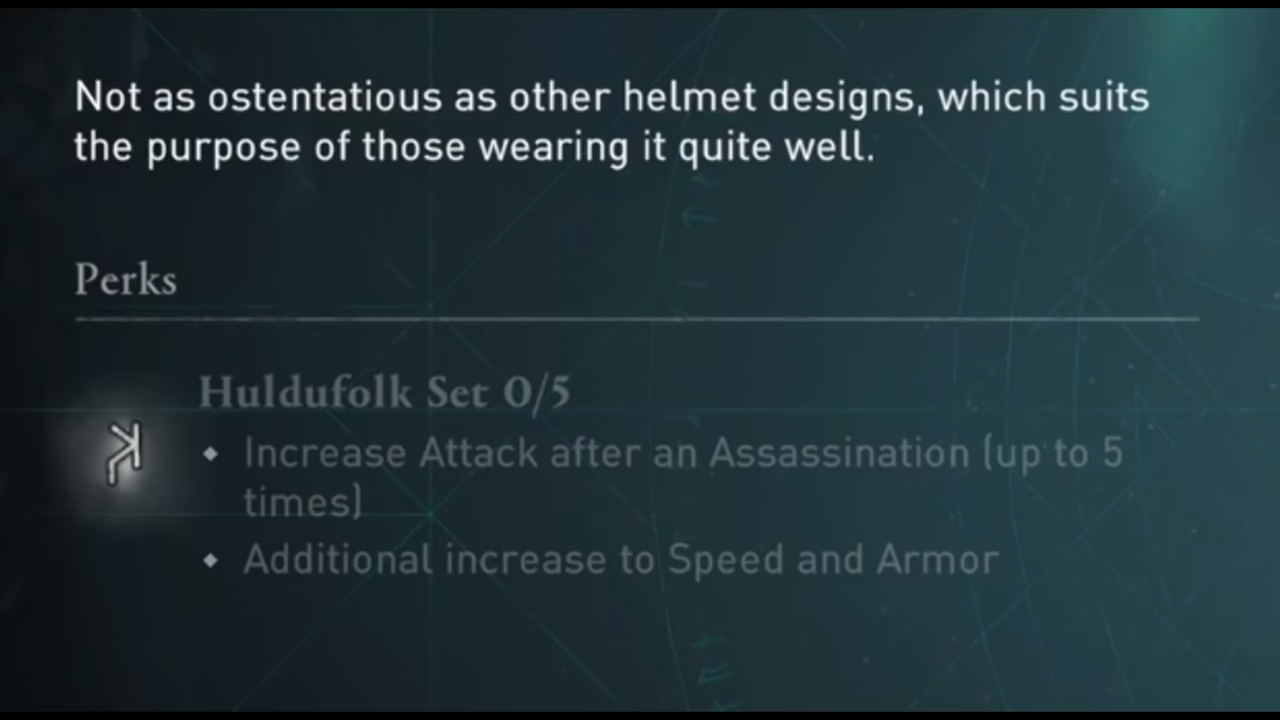 Not as ostentatious as other helmet designs, which suits
the purpose of those wearing it quite well.
Perks
Huldufolk Set 0/5
Increase Attack after an Assassination (up to 5
times)
Additional increase to Speed and Armor